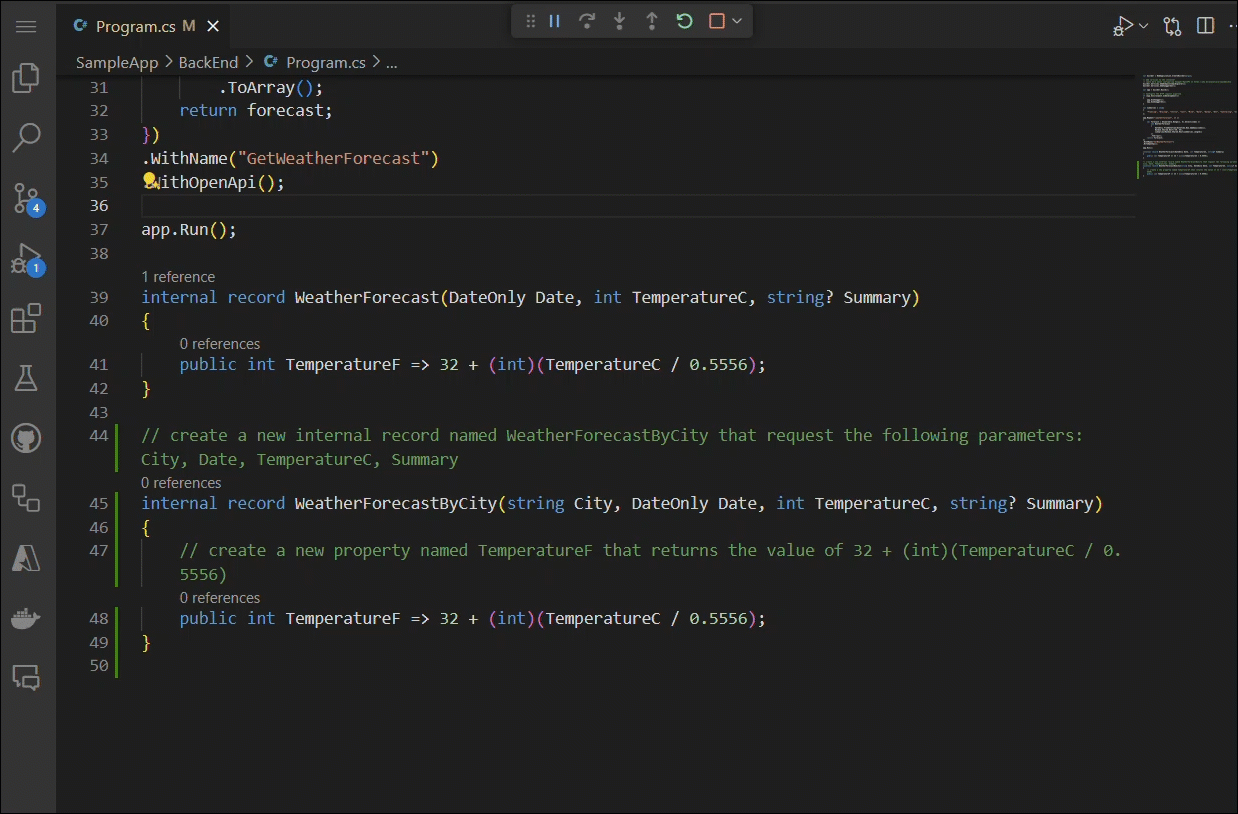 C# Program.cs M
SampleApp > BackEnd > C# Program.cs > ...
31 .ToArray();
32 return forecast;
33 })
34 .WithName("GetWeatherForecast")
35 .WithOpenApi();
36
37 app.Run();
38
1 reference
39 internal record WeatherForecast(DateOnly Date, int TemperatureC, string? Summary)
40 {
0 references
41 public int TemperatureF => 32 + (int)(TemperatureC / 0.5556);
42 }
43
44 // create a new internal record named WeatherForecastByCity that request the following parameters:
City, Date, TemperatureC, Summary
0 references
45 internal record WeatherForecastByCity(string City, DateOnly Date, int TemperatureC, string? Summary)
46 {
47 // create a new property named TemperatureF that returns the value of 32 + (int)(TemperatureC / 0.
5556)
0 references
48 public int TemperatureF => 32 + (int)(TemperatureC / 0.5556);
49 }
50
4
1